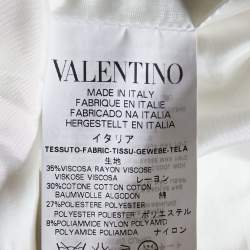 VALENTINO
MADE IN ITALY
FABRIQUE EN ITALIE
FABRICADO NA ITALIA
HERGESTELLT EN ITALIA
イタリア
TESSUTO-FABRIC-TISSU-GEWEBE-TELA
生地
35%VISCOSA RAYON VISCOSE
VISKOSE VISCOSA レーヨン
30%COTONE COTTON COTON
BAUMWOLLE ALGODON 綿
27%POLIESTERE POLYESTER
POLYESTER POLIESTER ポリエステル
8%POLIAMMIDE NYLON POLY
POLYAMID POLIAMIDA ナイロン